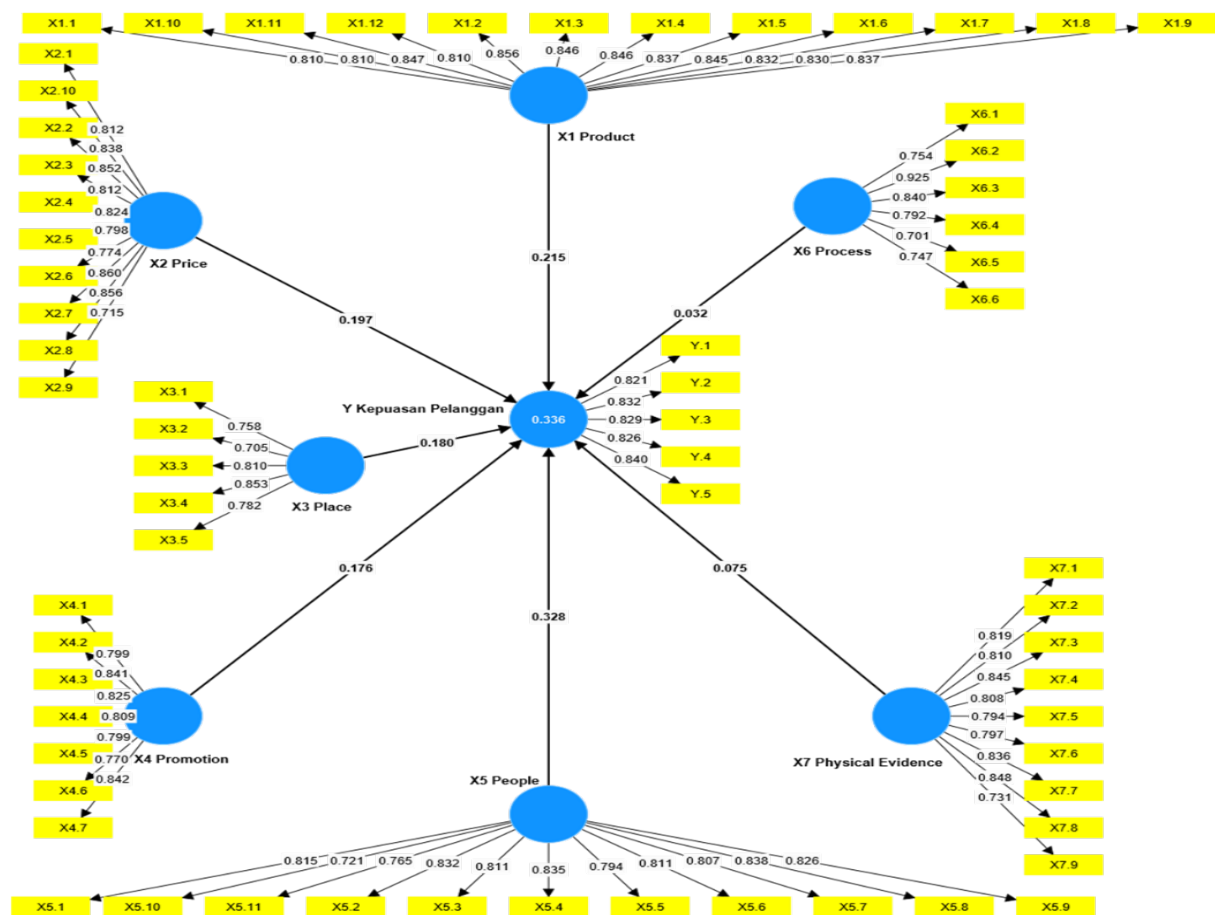 X1.1 X1.10 X1.11 X1.12 X1.2 X1.3 X1.4 X1.5 X1.6 X1.7 X1.8 X1.9
0.810 0.810 0.847 0.810 0.856 0.846 0.846 0.837 0.845 0.832 0.830 0.837
X1 Product
X2.1
X2.10
X2.2
X2.3
X2.4
X2.5
X2.6
X2.7
X2.8
X2.9
0.812
0.838
0.852
0.812
0.824
0.798
0.774
0.860
0.856
0.715
X2 Price
X6.1
X6.2
X6.3
X6.4
X6.5
X6.6
0.754
0.925
0.840
0.792
0.701
0.747
X6 Process
0.215
0.197
0.032
Y.1
Y.2
Y.3
Y.4
Y.5
0.821
0.832
0.829
0.826
0.840
Y Kepuasan Pelanggan
0.336
X3.1
X3.2
X3.3
X3.4
X3.5
0.758
0.705
0.810
0.853
0.782
X3 Place
0.180
0.176
0.328
0.075
X4.1
X4.2
X4.3
X4.4
X4.5
X4.6
X4.7
0.799
0.841
0.825
0.809
0.799
0.770
0.842
X4 Promotion
X7.1
X7.2
X7.3
X7.4
X7.5
X7.6
X7.7
X7.8
X7.9
0.819
0.810
0.845
0.808
0.794
0.797
0.836
0.848
0.731
X7 Physical Evidence
X5 People
0.815 0.721 0.765 0.832 0.811 0.835 0.794 0.811 0.807 0.838 0.826
X5.1 X5.10 X5.11 X5.2 X5.3 X5.4 X5.5 X5.6 X5.7 X5.8 X5.9